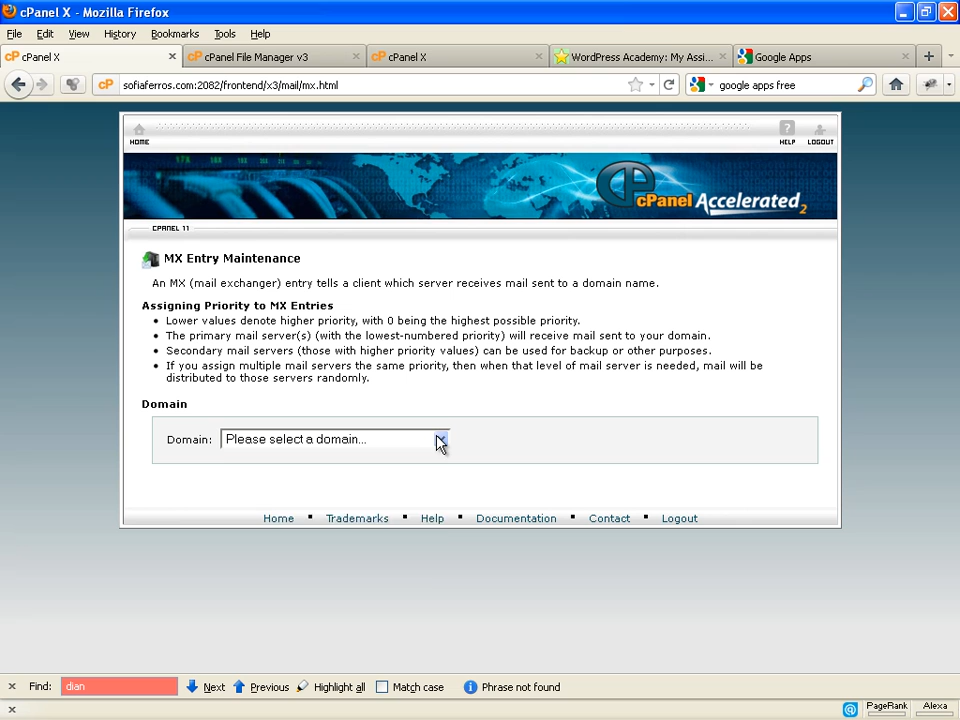 cPanel X - Mozilla Firefox
File Edit View History Bookmarks Tools Help
cP cPanel X
cP cPanel File Manager v3
cP cPanel X
WordPress Academy: My Assi...
Google Apps
cP sofiaferros.com:2082/frontend/x3/mail/mx.html
google apps free
HOME
HELP
LOGOUT
cPanel Accelerated2
CPANEL 11
MX Entry Maintenance
An MX (mail exchanger) entry tells a client which server receives mail sent to a domain name.
Assigning Priority to MX Entries
• Lower values denote higher priority, with 0 being the highest possible priority.
• The primary mail server(s) (with the lowest-numbered priority) will receive mail sent to your domain.
• Secondary mail servers (those with higher priority values) can be used for backup or other purposes.
• If you assign multiple mail servers the same priority, then when that level of mail server is needed, mail will be
distributed to those servers randomly.
Domain
Domain: Please select a domain...
Home ▪ Trademarks ▪ Help ▪ Documentation ▪ Contact ▪ Logout
Find: dian Next Previous Highlight all Match case Phrase not found
PageRank Alexa